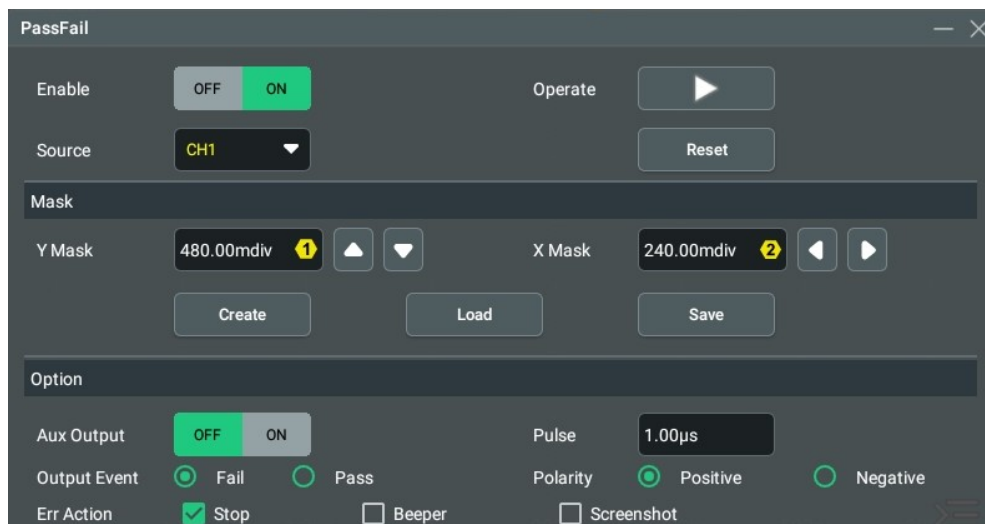 PassFail
Enable OFF ON Operate
Source CH1 Reset
Mask
Y Mask 480.00mdiv 1 X Mask 240.00mdiv 2
Create Load Save
Option
Aux Output OFF ON Pulse 1.00μs
Output Event Fail Pass Polarity Positive Negative
Err Action Stop Beeper Screenshot